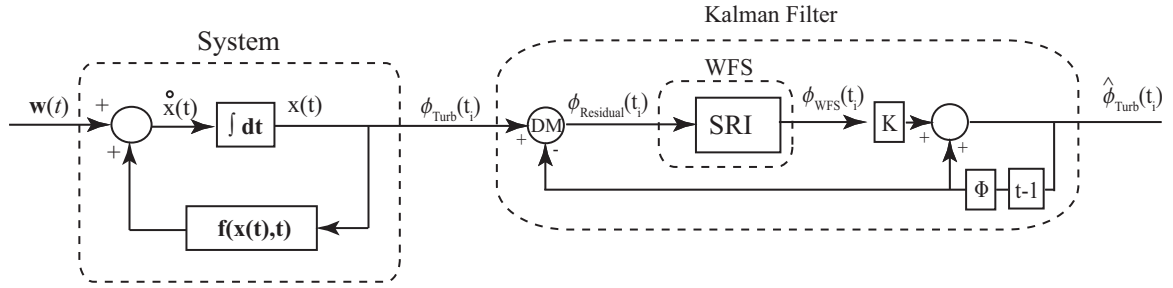 Kalman Filter
System
WFS
w(t)
+
+
x̊(t)
∫ dt
x(t)
f(x(t),t)
ϕTurb(ti)
+
-
DM
ϕResidual(ti)
SRI
ϕWFS(ti)
K
+
+
Φ
t-1
ϕ̂Turb(ti)